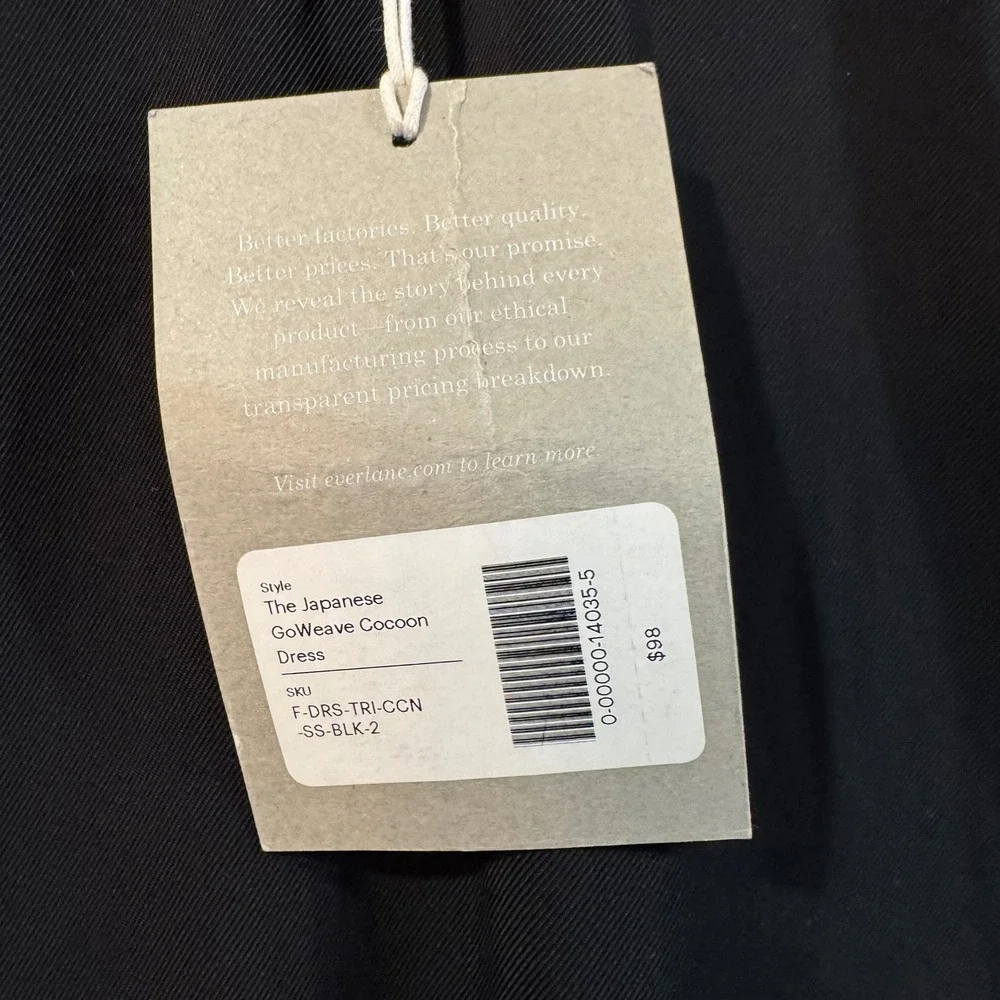 Better factories. Better quality.
Better prices. That's our promise.
We reveal the story behind every
product—from our ethical
manufacturing process to our
transparent pricing breakdown.
Visit everlane.com to learn more
Style
The Japanese
GoWeave Cocoon
Dress
SKU
F-DRS-TRI-CCN
-SS-BLK-2
0-00000-14035-5
$98